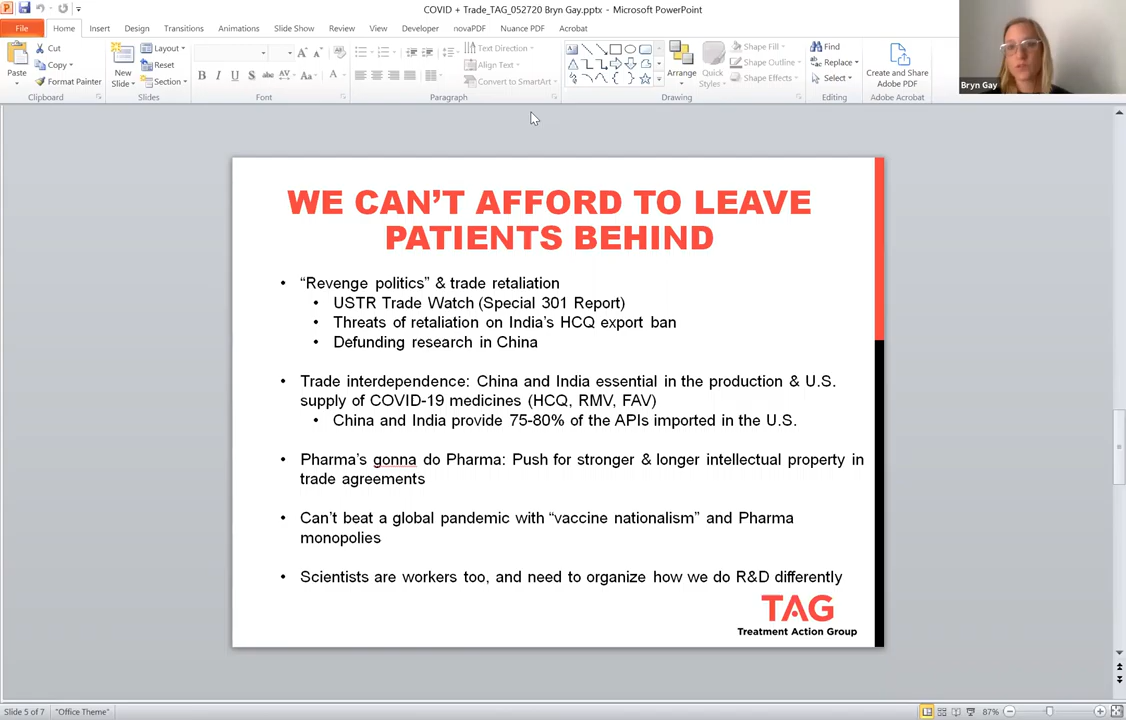 COVID + Trade_TAG_052720 Bryn Gay.pptx - Microsoft PowerPoint
File Home Insert Design Transitions Animations Slide Show Review View Developer novaPDF Nuance PDF Acrobat
Paste
Cut
Copy
Format Painter
Clipboard
New
Slide
Layout
Reset
Section
Slides
B I U S abc AV Aa A
Font
Text Direction
Align Text
Convert to SmartArt
Paragraph
Arrange
Quick
Styles
Shape Fill
Shape Outline
Shape Effects
Drawing
Find
Replace
Select
Editing
Create and Share
Adobe PDF
Adobe Acrobat
Bryn Gay
WE CAN’T AFFORD TO LEAVE
PATIENTS BEHIND
• “Revenge politics” & trade retaliation
• USTR Trade Watch (Special 301 Report)
• Threats of retaliation on India’s HCQ export ban
• Defunding research in China
• Trade interdependence: China and India essential in the production & U.S.
supply of COVID-19 medicines (HCQ, RMV, FAV)
• China and India provide 75-80% of the APIs imported in the U.S.
• Pharma’s gonna do Pharma: Push for stronger & longer intellectual property in
trade agreements
• Can’t beat a global pandemic with “vaccine nationalism” and Pharma
monopolies
• Scientists are workers too, and need to organize how we do R&D differently
TAG
Treatment Action Group
Slide 5 of 7 "Office Theme" 87%